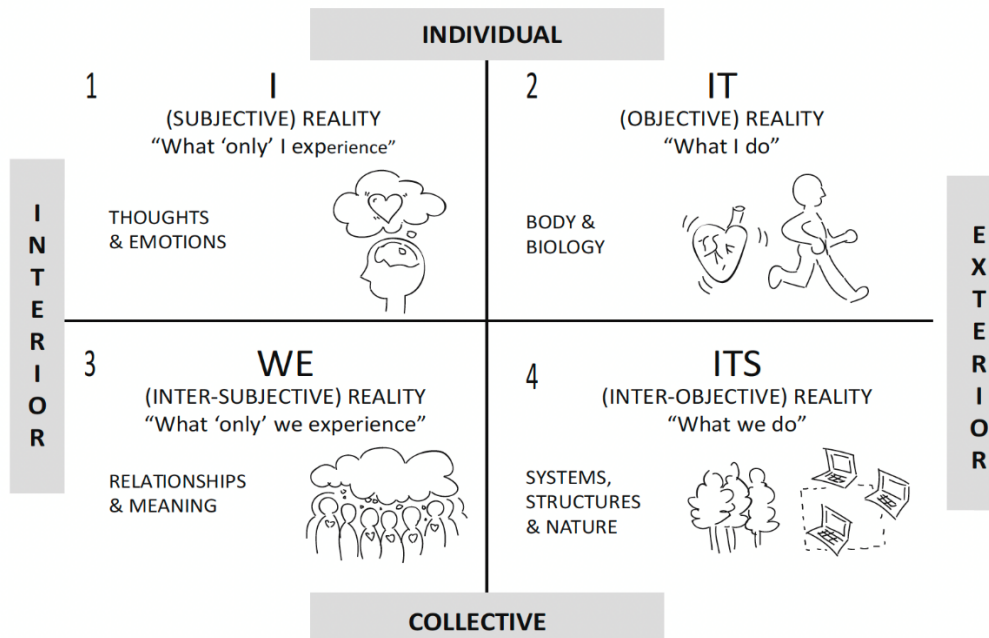 INDIVIDUAL
1
I
(SUBJECTIVE) REALITY
“What ‘only’ I experience”
THOUGHTS
& EMOTIONS
2
IT
(OBJECTIVE) REALITY
“What I do”
BODY &
BIOLOGY
INTERIOR
EXTERIOR
3
WE
(INTER-SUBJECTIVE) REALITY
“What ‘only’ we experience”
RELATIONSHIPS
& MEANING
4
ITS
(INTER-OBJECTIVE) REALITY
“What we do”
SYSTEMS,
STRUCTURES
& NATURE
COLLECTIVE